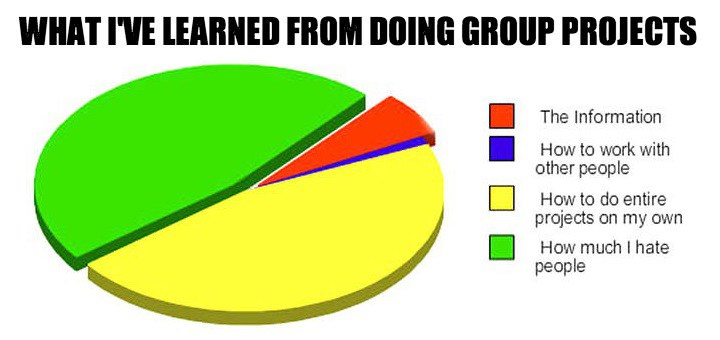 WHAT I'VE LEARNED FROM DOING GROUP PROJECTS
The Information
How to work with
other people
How to do entire
projects on my own
How much I hate
people